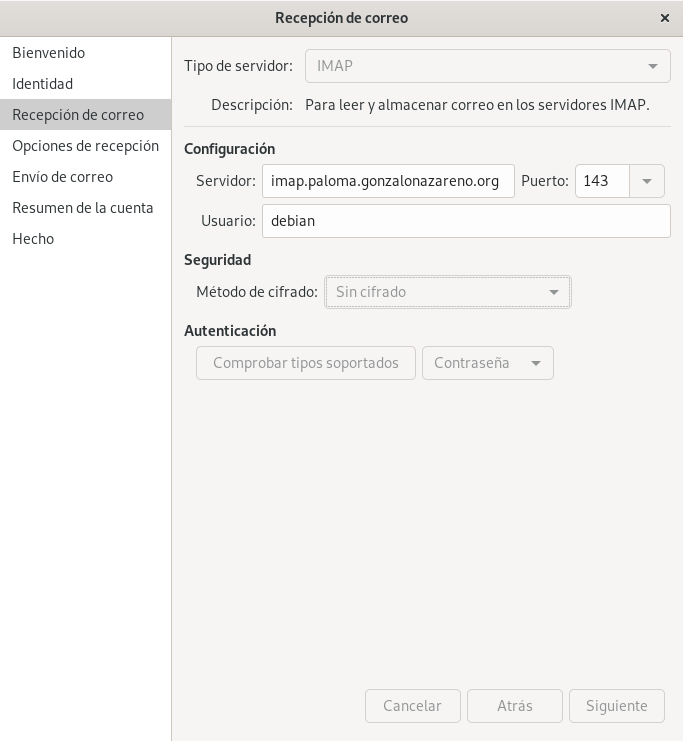 Recepción de correo
Bienvenido
Identidad
Recepción de correo
Opciones de recepción
Envío de correo
Resumen de la cuenta
Hecho
Tipo de servidor: IMAP
Descripción: Para leer y almacenar correo en los servidores IMAP.
Configuración
Servidor: imap.paloma.gonzalonazareno.org Puerto: 143
Usuario: debian
Seguridad
Método de cifrado: Sin cifrado
Autenticación
Comprobar tipos soportados Contraseña
Cancelar Atrás Siguiente